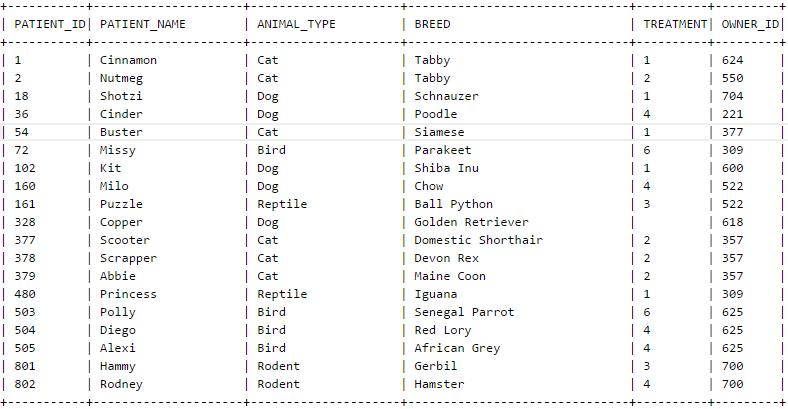 +----------+-------------------+-------------------+----------------------------+---------+--------+
| PATIENT_ID| PATIENT_NAME | ANIMAL_TYPE | BREED | TREATMENT| OWNER_ID|
+----------+-------------------+-------------------+----------------------------+---------+--------+
| 1 | Cinnamon | Cat | Tabby | 1 | 624 |
| 2 | Nutmeg | Cat | Tabby | 2 | 550 |
| 18 | Shotzi | Dog | Schnauzer | 1 | 704 |
| 36 | Cinder | Dog | Poodle | 4 | 221 |
| 54 | Buster | Cat | Siamese | 1 | 377 |
| 72 | Missy | Bird | Parakeet | 6 | 309 |
| 102 | Kit | Dog | Shiba Inu | 1 | 600 |
| 160 | Milo | Dog | Chow | 4 | 522 |
| 161 | Puzzle | Reptile | Ball Python | 3 | 522 |
| 328 | Copper | Dog | Golden Retriever | | 618 |
| 377 | Scooter | Cat | Domestic Shorthair | 2 | 357 |
| 378 | Scrapper | Cat | Devon Rex | 2 | 357 |
| 379 | Abbie | Cat | Maine Coon | 2 | 357 |
| 480 | Princess | Reptile | Iguana | 1 | 309 |
| 503 | Polly | Bird | Senegal Parrot | 6 | 625 |
| 504 | Diego | Bird | Red Lory | 4 | 625 |
| 505 | Alexi | Bird | African Grey | 4 | 625 |
| 801 | Hammy | Rodent | Gerbil | 3 | 700 |
| 802 | Rodney | Rodent | Hamster | 4 | 700 |
+----------+-------------------+-------------------+----------------------------+---------+--------+